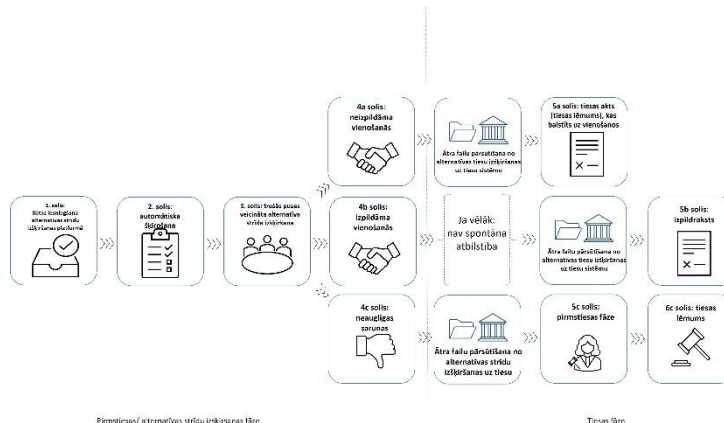 4a solis:
neizpildāma
vienošanās
Ātra failu pārsūtīšana no
alternatīvas tiesu izšķiršanas
uz tiesu sistēmu
5a solis: tiesas akts
(tiesas lēmums), kas
balstīts uz vienošanos
1. solis:
lietas iesniegšana
alternatīvās strīdu
izšķiršanas platformā
2. solis:
automātiska
šķirošana
3. solis: trešās puses
veicināta alternatīva
strīda izšķiršana
4b solis:
izpildāma
vienošanās
Ja vēlāk:
nav spontāna
atbilstība
Ātra failu pārsūtīšana no
alternatīvas tiesu izšķiršanas
uz tiesu sistēmu
5b solis:
izpildraksts
4c solis:
neauglīgas
sarunas
Ātra failu pārsūtīšana no
alternatīvas strīdu
izšķiršanas uz tiesu
5c solis:
pirmstiesas fāze
6c solis: tiesas
lēmums
Pirmstiesas/ alternatīvas strīdu izšķiršanas fāze
Tiesas fāze